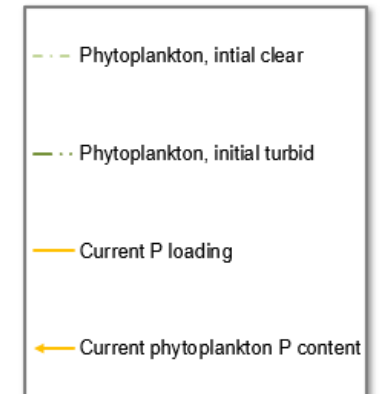 Phytoplankton, intial clear
Phytoplankton, initial turbid
Current P loading
Current phytoplankton P content